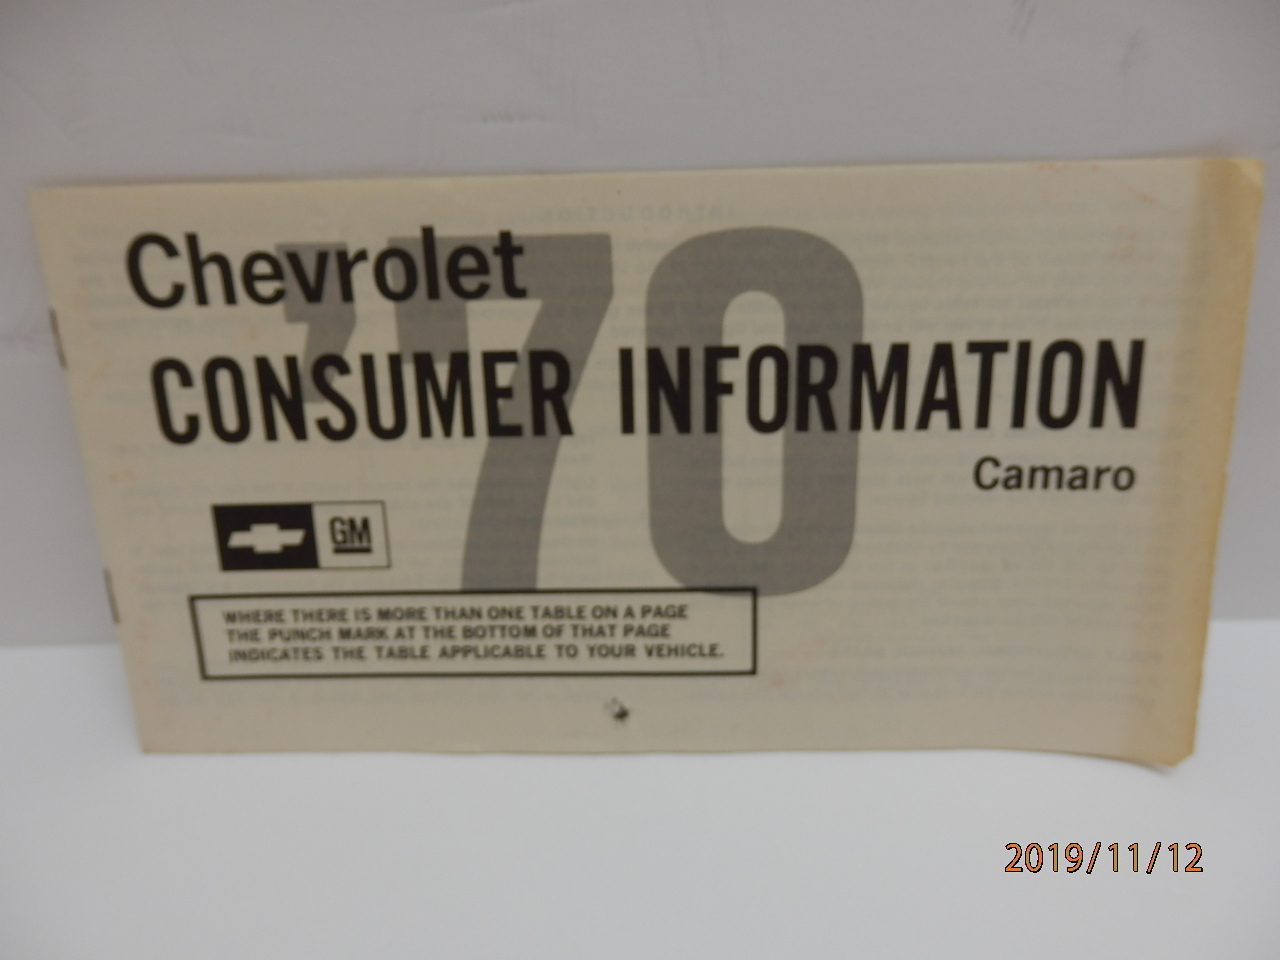 Chevrolet
'70
CONSUMER INFORMATION
Camaro
GM
WHERE THERE IS MORE THAN ONE TABLE ON A PAGE
THE PUNCH MARK AT THE BOTTOM OF THAT PAGE
INDICATES THE TABLE APPLICABLE TO YOUR VEHICLE.
2019/11/12